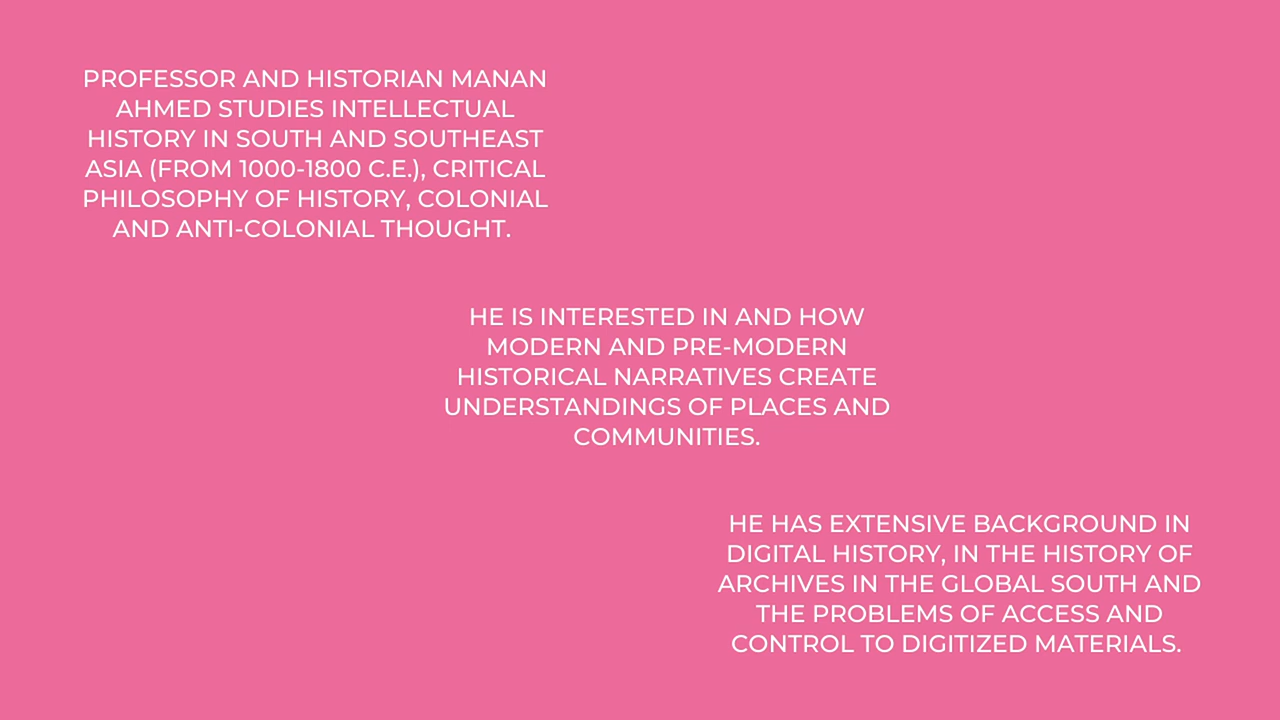 PROFESSOR AND HISTORIAN MANAN
AHMED STUDIES INTELLECTUAL
HISTORY IN SOUTH AND SOUTHEAST
ASIA (FROM 1000-1800 C.E.), CRITICAL
PHILOSOPHY OF HISTORY, COLONIAL
AND ANTI-COLONIAL THOUGHT.
HE IS INTERESTED IN AND HOW
MODERN AND PRE-MODERN
HISTORICAL NARRATIVES CREATE
UNDERSTANDINGS OF PLACES AND
COMMUNITIES.
HE HAS EXTENSIVE BACKGROUND IN
DIGITAL HISTORY, IN THE HISTORY OF
ARCHIVES IN THE GLOBAL SOUTH AND
THE PROBLEMS OF ACCESS AND
CONTROL TO DIGITIZED MATERIALS.